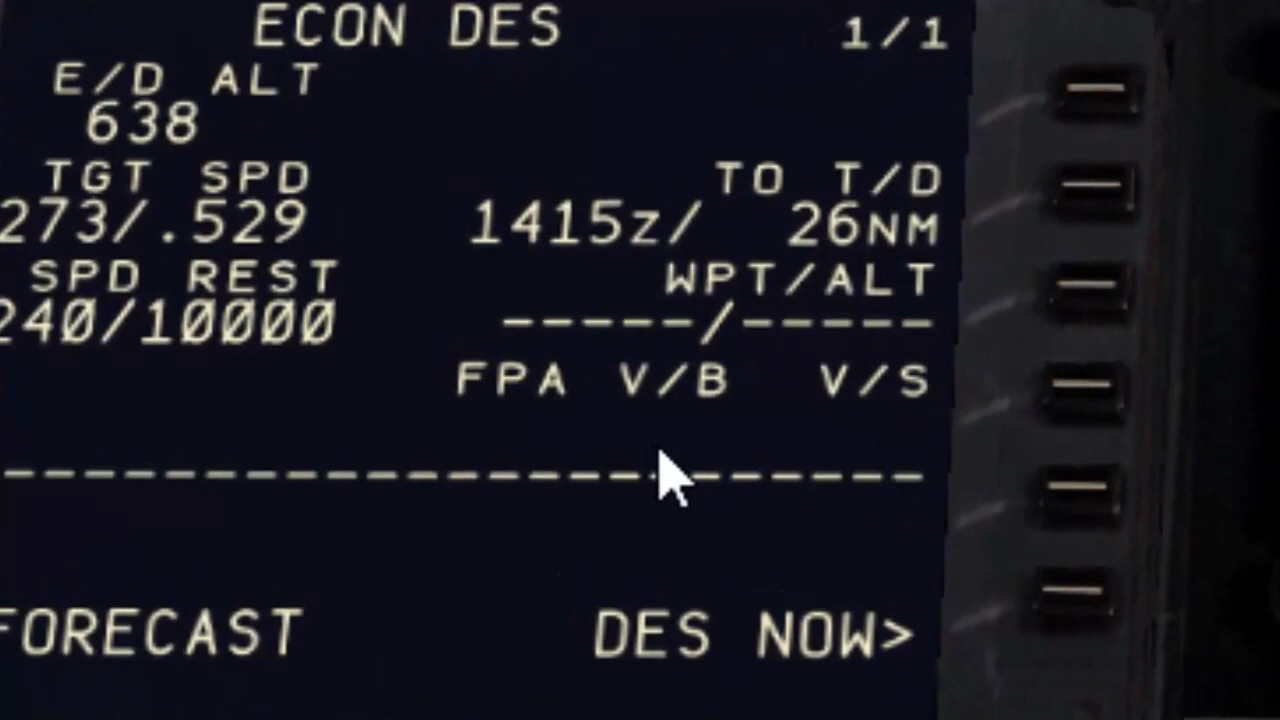 ECON DES 1/1
E/D ALT
638
TGT SPD TO T/D
273/.529 1415z/ 26NM
SPD REST WPT/ALT
240/10000 -----/-----
FPA V/B V/S
------------------------
FORECAST DES NOW>